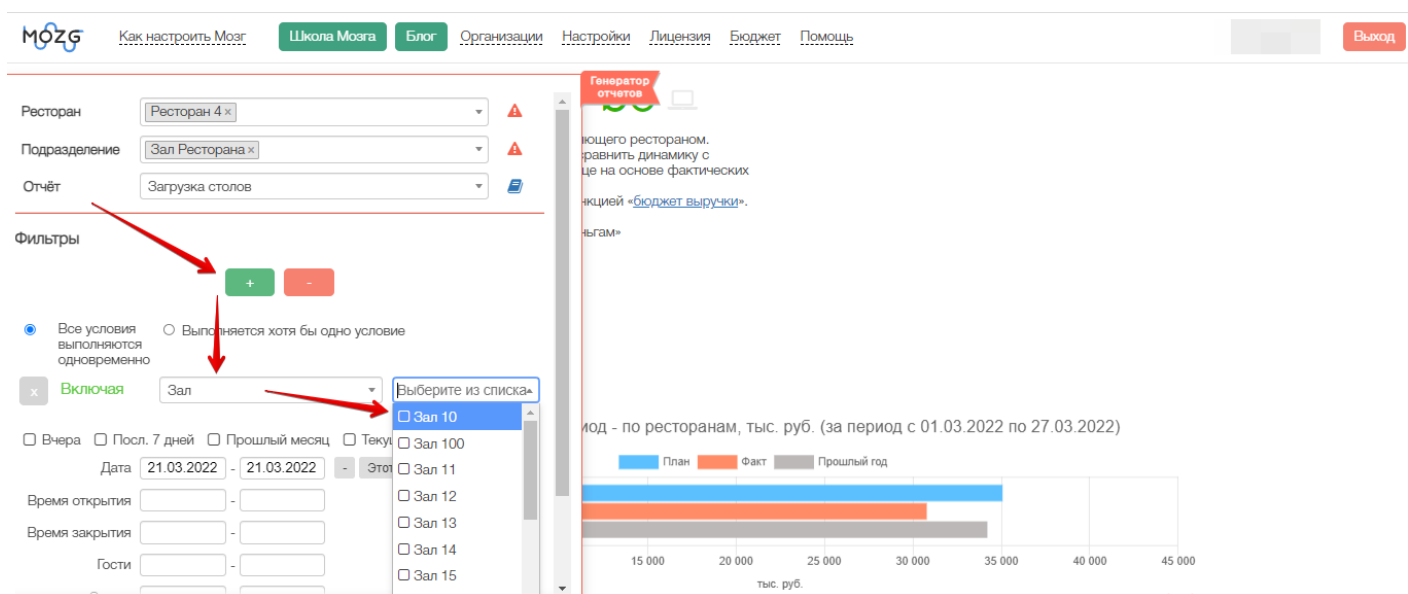 MOZG Как настроить Мозг Школа Мозга Блог Организации Настройки Лицензия Бюджет Помощь Выход
Генератор
отчетов
Ресторан Ресторан 4 ×
Подразделение Зал Ресторана ×
Отчёт Загрузка столов
ющего рестораном.
сравнить динамику с
це на основе фактических
нкцией «бюджет выручки».
ньгам»
Фильтры
+ -
Все условия
выполняются
одновременно
Выполняется хотя бы одно условие
x Включая Зал Выберите из списка
Зал 10
Зал 100
Зал 11
Зал 12
Зал 13
Зал 14
Зал 15
Вчера Посл. 7 дней Прошлый месяц Теку
Дата 21.03.2022 - 21.03.2022 - Этот
Время открытия -
Время закрытия -
Гости -
иод - по ресторанам, тыс. руб. (за период с 01.03.2022 по 27.03.2022)
План Факт Прошлый год
15 000 20 000 25 000 30 000 35 000 40 000 45 000
тыс. руб.